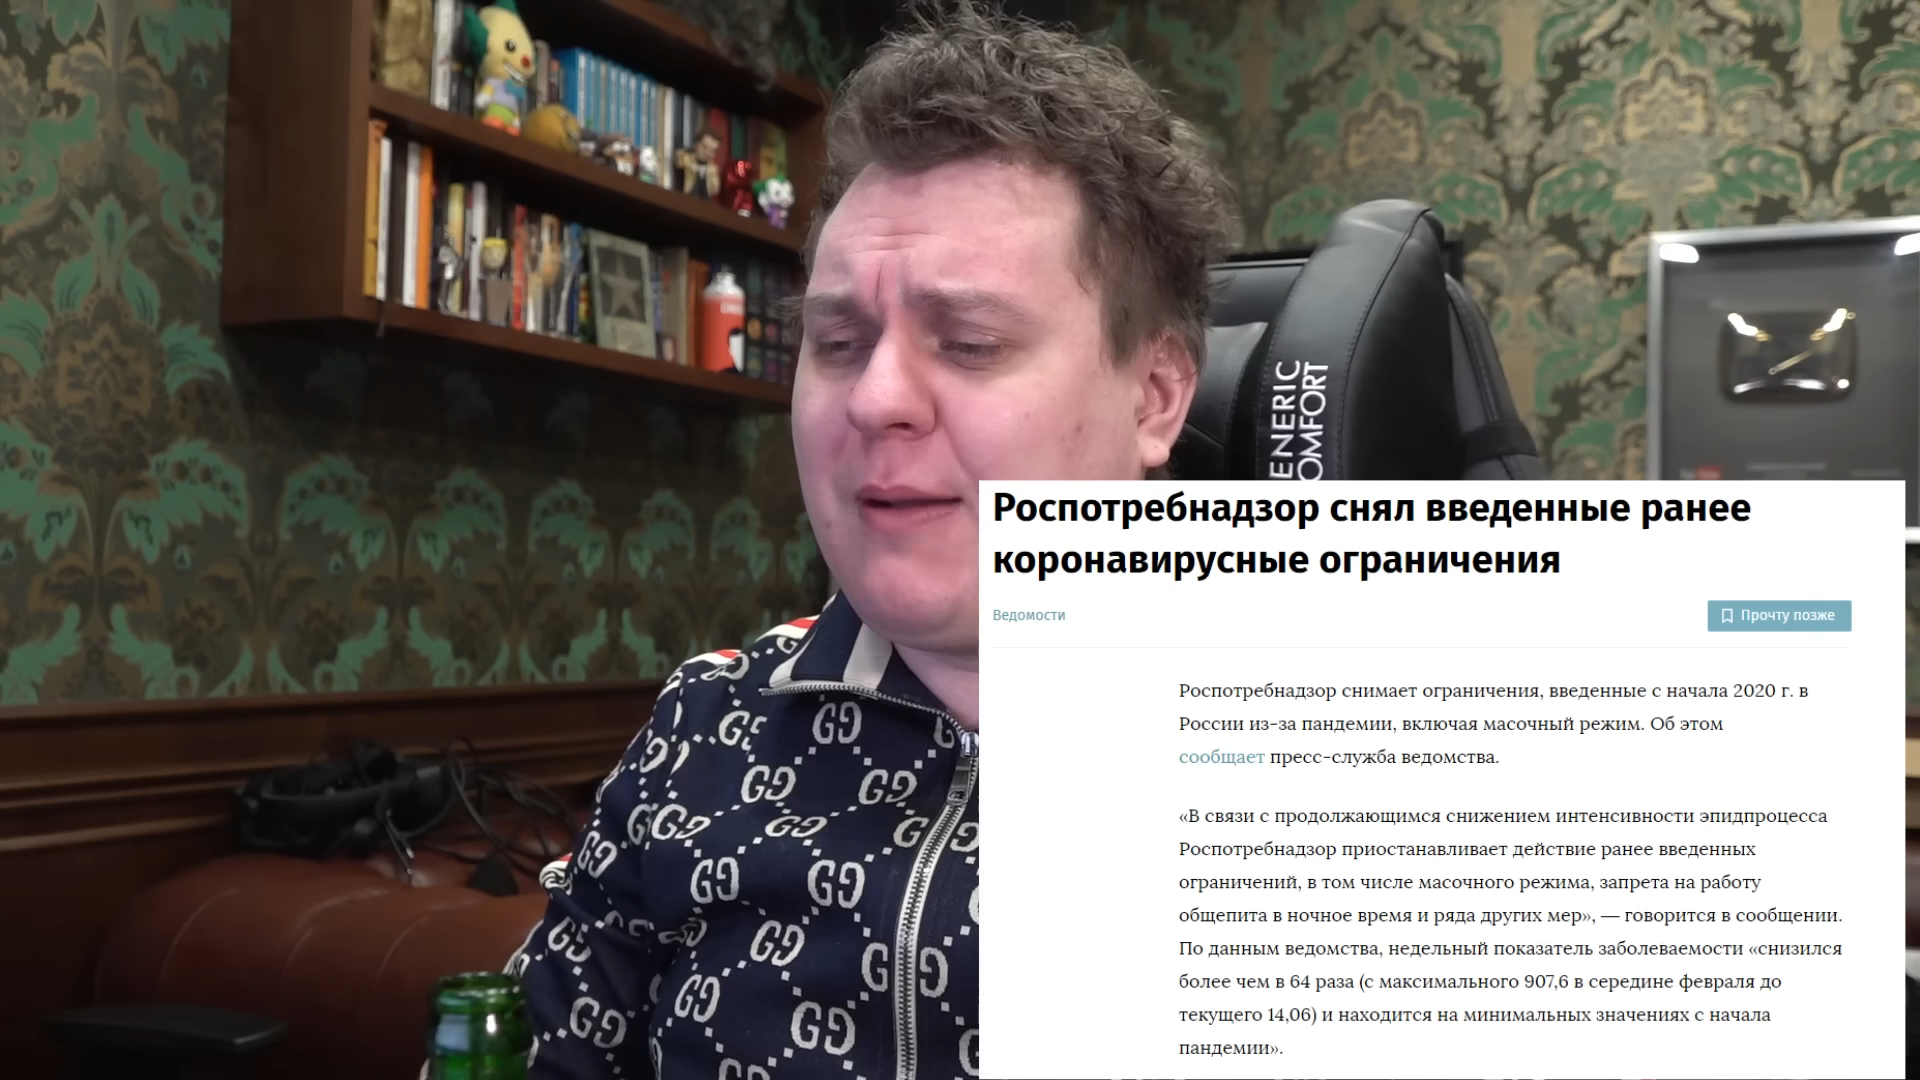 ENERIC
OMFORT
Роспотребнадзор снял введенные ранее
коронавирусные ограничения
Ведомости
Прочту позже
Роспотребнадзор снимает ограничения, введенные с начала 2020 г. в
России из-за пандемии, включая масочный режим. Об этом
сообщает пресс-служба ведомства.
«В связи с продолжающимся снижением интенсивности эпидпроцесса
Роспотребнадзор приостанавливает действие ранее введенных
ограничений, в том числе масочного режима, запрета на работу
общепита в ночное время и ряда других мер», — говорится в сообщении.
По данным ведомства, недельный показатель заболеваемости «снизился
более чем в 64 раза (с максимального 907,6 в середине февраля до
текущего 14,06) и находится на минимальных значениях с начала
пандемии».